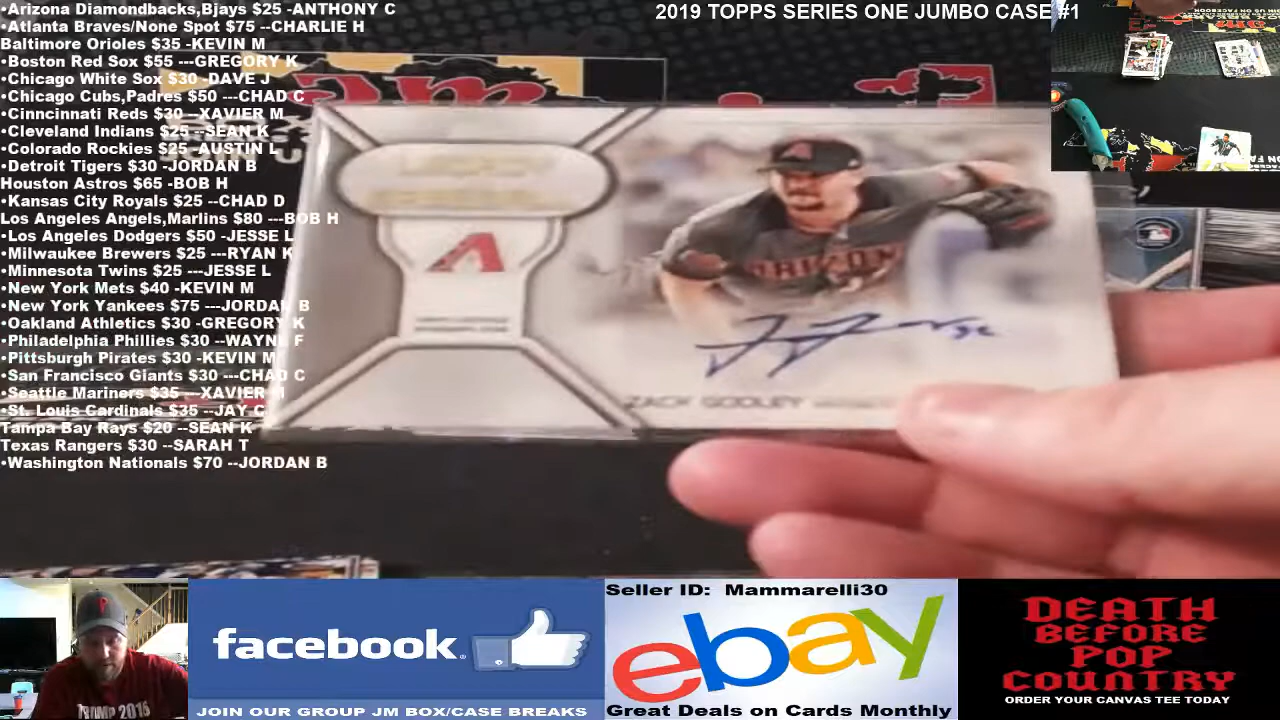 •Arizona Diamondbacks,Bjays $25 -ANTHONY C
•Atlanta Braves/None Spot $75 --CHARLIE H
Baltimore Orioles $35 -KEVIN M
•Boston Red Sox $55 ---GREGORY K
•Chicago White Sox $30 -DAVE J
•Chicago Cubs,Padres $50 ---CHAD C
•Cinncinnati Reds $30 --XAVIER M
•Cleveland Indians $25 --SEAN K
•Colorado Rockies $25 -AUSTIN L
•Detroit Tigers $30 -JORDAN B
Houston Astros $65 -BOB H
•Kansas City Royals $25 --CHAD D
Los Angeles Angels,Marlins $80 ---BOB H
•Los Angeles Dodgers $50 -JESSE L
•Milwaukee Brewers $25 ---RYAN K
•Minnesota Twins $25 ---JESSE L
•New York Mets $40 -KEVIN M
•New York Yankees $75 ---JORDAN B
•Oakland Athletics $30 -GREGORY K
•Philadelphia Phillies $30 --WAYNE F
•Pittsburgh Pirates $30 -KEVIN M
•San Francisco Giants $30 ---CHAD C
•Seattle Mariners $35 ---XAVIER M
•St. Louis Cardinals $35 --JAY C
Tampa Bay Rays $20 --SEAN K
Texas Rangers $30 --SARAH T
•Washington Nationals $70 --JORDAN B
2019 TOPPS SERIES ONE JUMBO CASE #1
A
ARIZONA
ZACK GODLEY
TRUMP 2016
facebook.
JOIN OUR GROUP JM BOX/CASE BREAKS
Seller ID: Mammarelli30
ebay
Great Deals on Cards Monthly
DEATH
BEFORE
POP
COUNTRY
ORDER YOUR CANVAS TEE TODAY